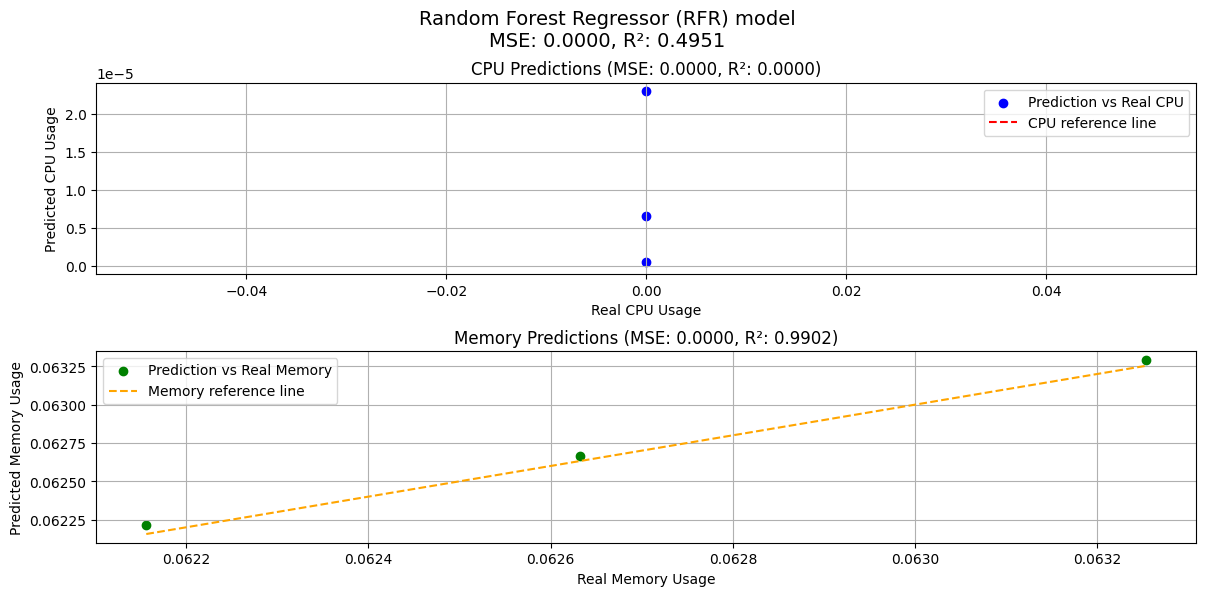 Random Forest Regressor (RFR) model
MSE: 0.0000, R²: 0.4951
CPU Predictions (MSE: 0.0000, R²: 0.0000)
1e−5
2.0
1.5
1.0
0.5
0.0
Predicted CPU Usage
Prediction vs Real CPU
CPU reference line
−0.04
−0.02
0.00
0.02
0.04
Real CPU Usage
Memory Predictions (MSE: 0.0000, R²: 0.9902)
0.06325
0.06300
0.06275
0.06250
0.06225
Predicted Memory Usage
Prediction vs Real Memory
Memory reference line
0.0622
0.0624
0.0626
0.0628
0.0630
0.0632
Real Memory Usage